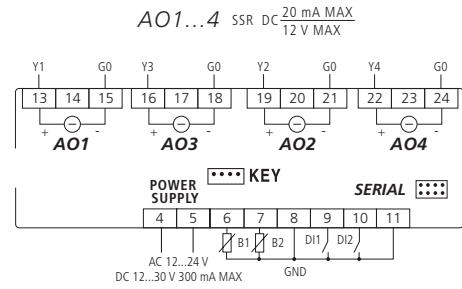 AO1...4 SSR DC 20 mA MAX
12 V MAX
Y1 G0 Y3 G0 Y2 G0 Y4 G0
13 14 15 16 17 18 19 20 21 22 23 24
+ - + - + - + -
AO1 AO3 AO2 AO4
POWER SUPPLY KEY SERIAL
4 5 6 7 8 9 10 11
B1 B2 DI1 DI2
AC 12...24 V
DC 12...30 V 300 mA MAX
GND